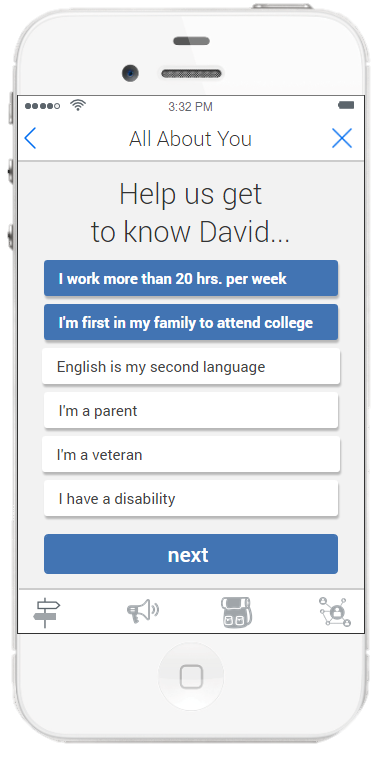 3:32 PM
All About You
Help us get
to know David...
I work more than 20 hrs. per week
I'm first in my family to attend college
English is my second language
I'm a parent
I'm a veteran
I have a disability
next